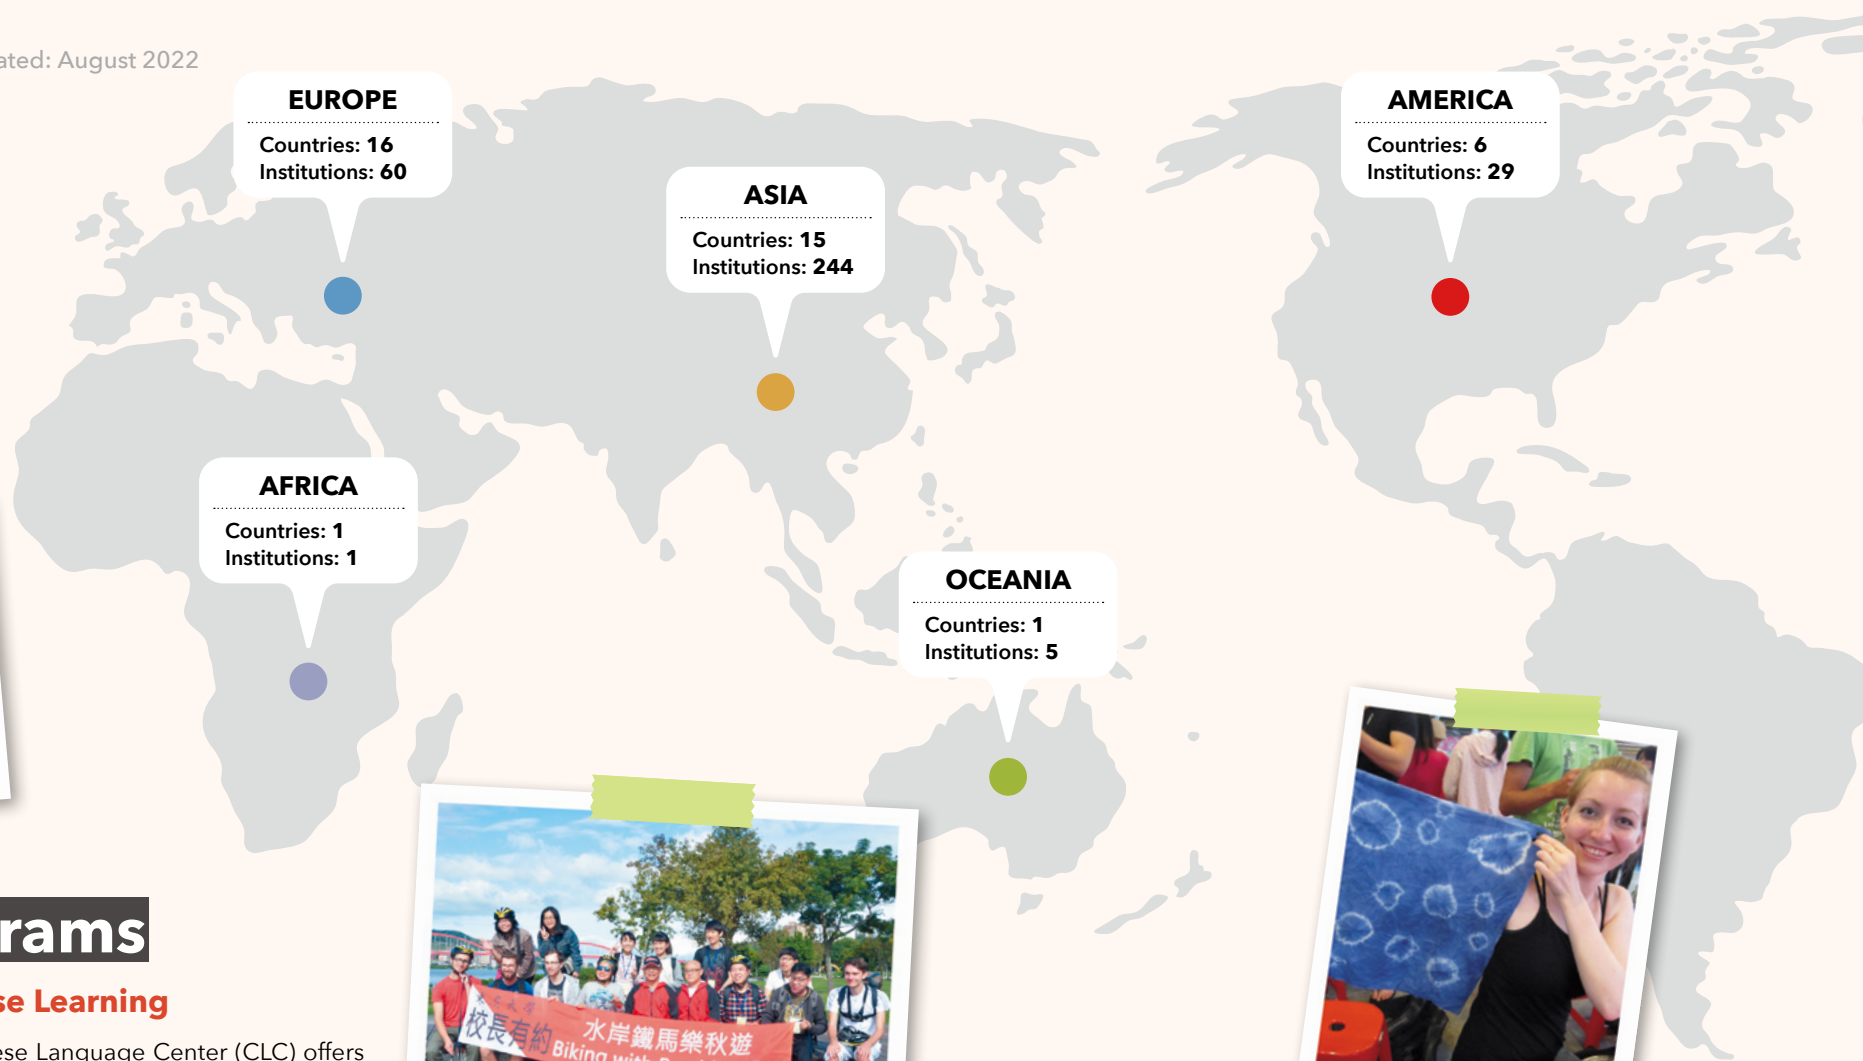 August 2022
EUROPE
Countries: 16
Institutions: 60
ASIA
Countries: 15
Institutions: 244
AMERICA
Countries: 6
Institutions: 29
AFRICA
Countries: 1
Institutions: 1
OCEANIA
Countries: 1
Institutions: 5
rams
se Learning
ese Language Center (CLC) offers
校長有約
水岸鐵馬樂秋遊
Biking with